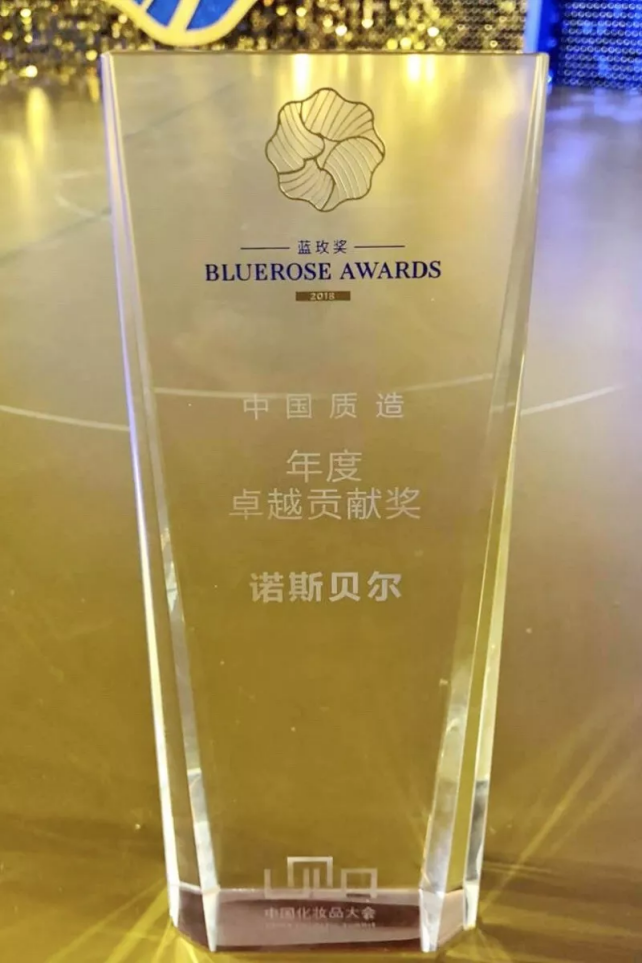 蓝玫奖
BLUEROSE AWARDS
2018
中国质造
年度
卓越贡献奖
诺斯贝尔
中国化妆品大会